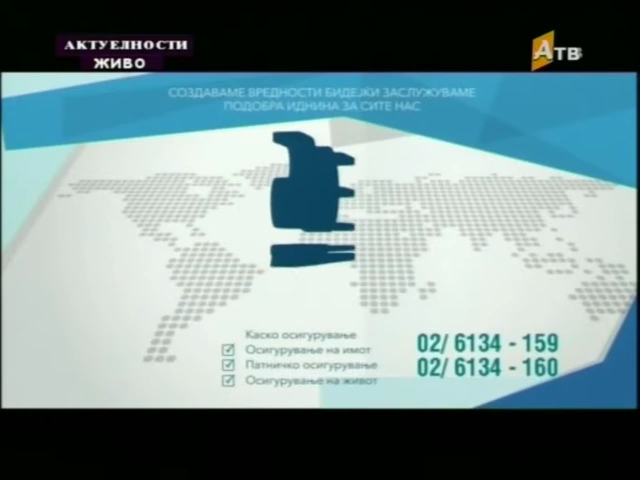 АКТУЕЛНОСТИ
ЖИВО
АТВ
СОЗДАВАМЕ ВРЕДНОСТИ БИДЕЈКИ ЗАСЛУЖУВАМЕ
ПОДОБРА ИДНИНА ЗА СИТЕ НАС
Каско осигурување
Осигурување на имот
Патничко осигурување
Осигурување на живот
02/ 6134 - 159
02/ 6134 - 160